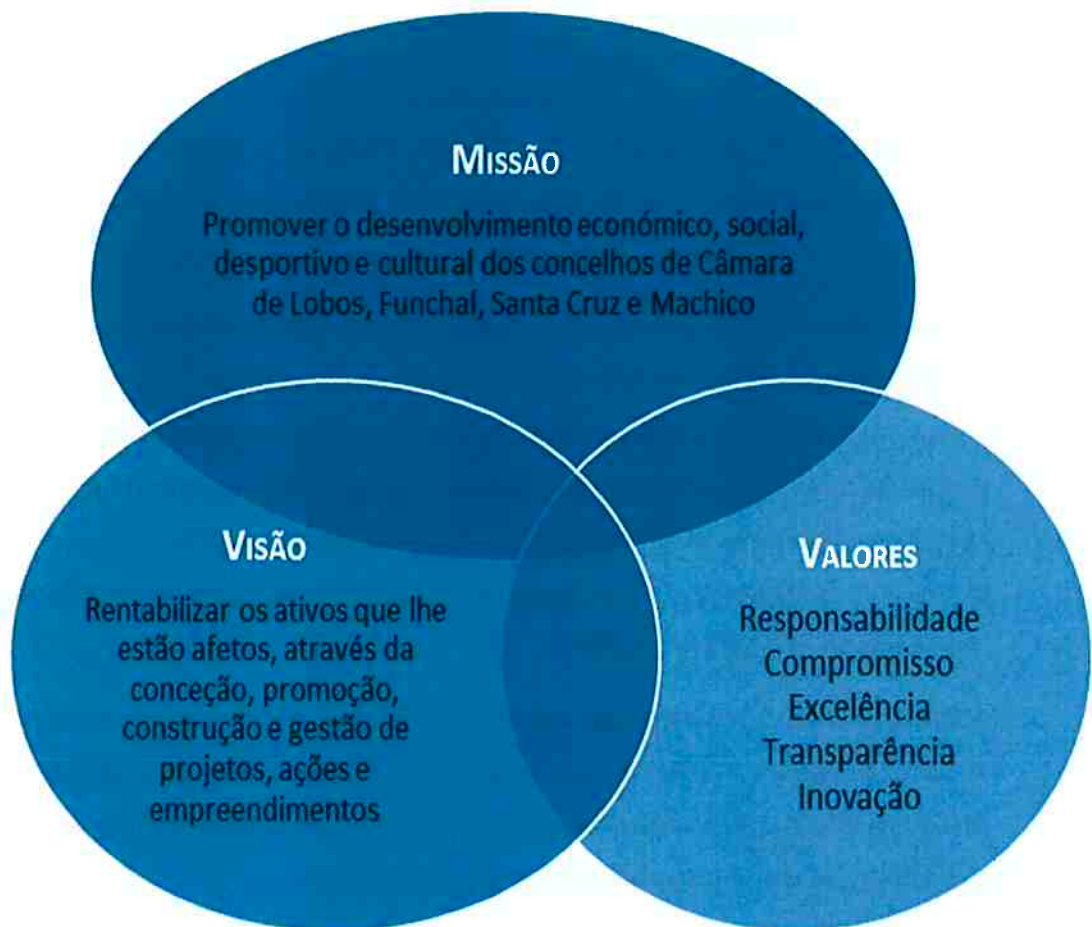 MISSÃO
Promover o desenvolvimento económico, social,
desportivo e cultural dos concelhos de Câmara
de Lobos, Funchal, Santa Cruz e Machico
VISÃO
Rentabilizar os ativos que lhe
estão afetos, através da
conceção, promoção,
construção e gestão de
projetos, ações e
empreendimentos
VALORES
Responsabilidade
Compromisso
Excelência
Transparência
Inovação